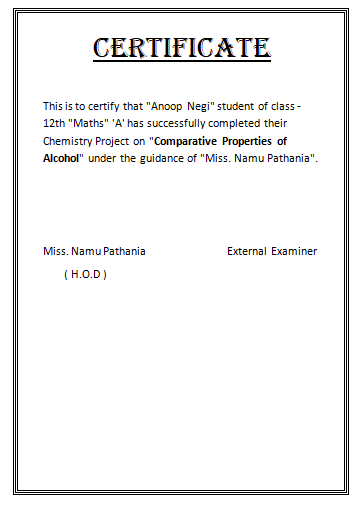 CERTIFICATE
This is to certify that "Anoop Negi" student of class -
12th "Maths" 'A' has successfully completed their
Chemistry Project on "Comparative Properties of
Alcohol" under the guidance of "Miss. Namu Pathania".
Miss. Namu Pathania External Examiner
( H.O.D )